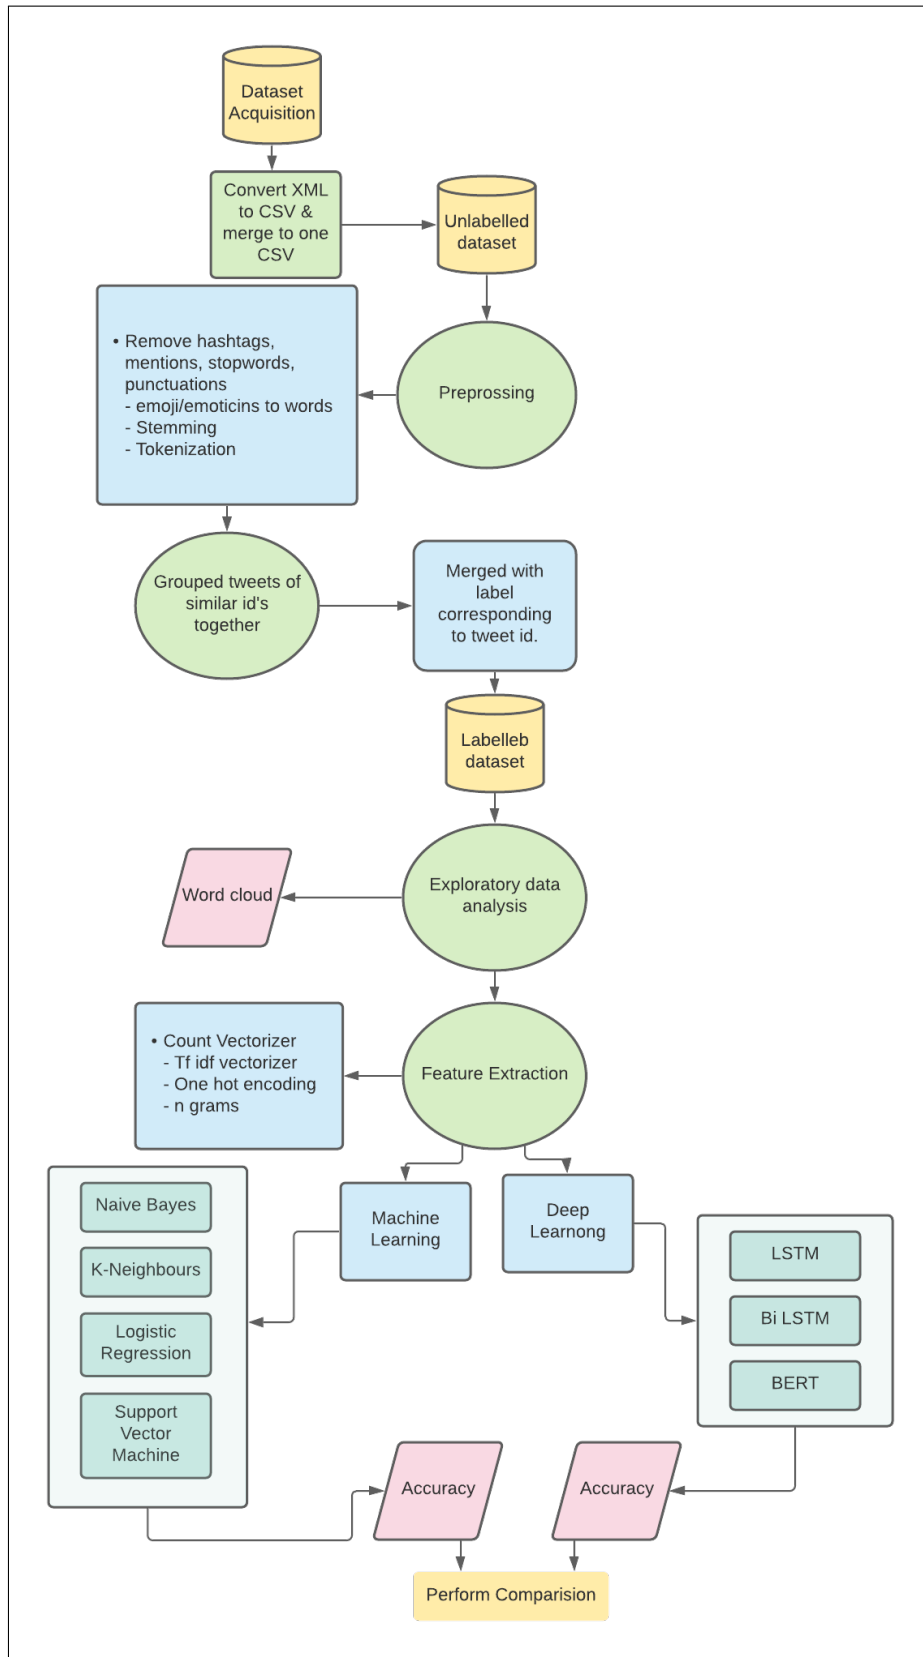 Dataset
Acquisition
Convert XML
to CSV &
merge to one
CSV
Unlabelled
dataset
Preprossing
• Remove hashtags,
mentions, stopwords,
punctuations
- emoji/emoticins to words
- Stemming
- Tokenization
Grouped tweets of
similar id's
together
Merged with
label
corresponding
to tweet id.
Labelleb
dataset
Exploratory data
analysis
Word cloud
Feature Extraction
• Count Vectorizer
- Tf idf vectorizer
- One hot encoding
- n grams
Machine
Learning
Deep
Learnong
Naive Bayes
K-Neighbours
Logistic
Regression
Support
Vector
Machine
LSTM
Bi LSTM
BERT
Accuracy
Accuracy
Perform Comparision